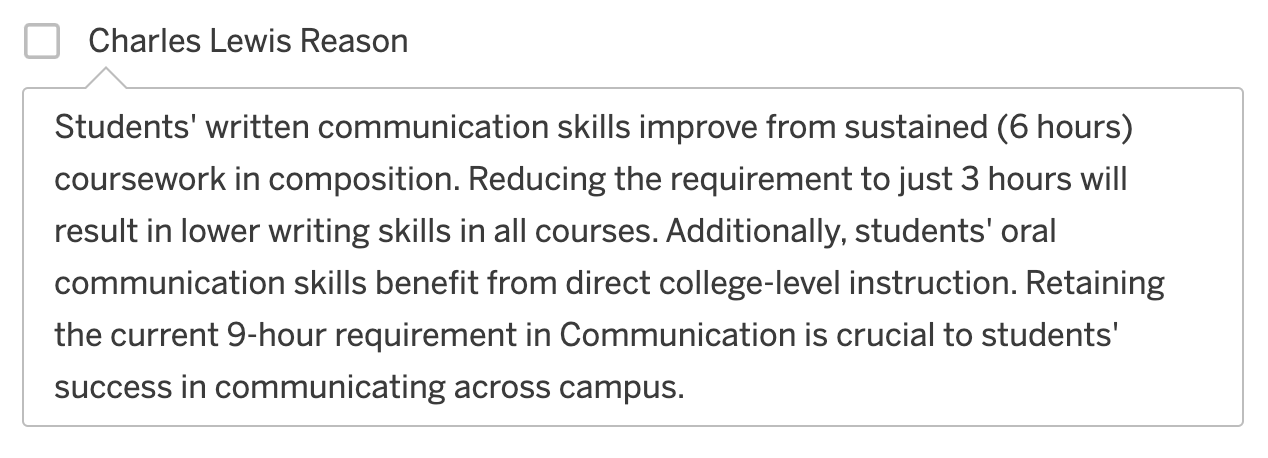 Charles Lewis Reason
Students' written communication skills improve from sustained (6 hours)
coursework in composition. Reducing the requirement to just 3 hours will
result in lower writing skills in all courses. Additionally, students' oral
communication skills benefit from direct college-level instruction. Retaining
the current 9-hour requirement in Communication is crucial to students'
success in communicating across campus.